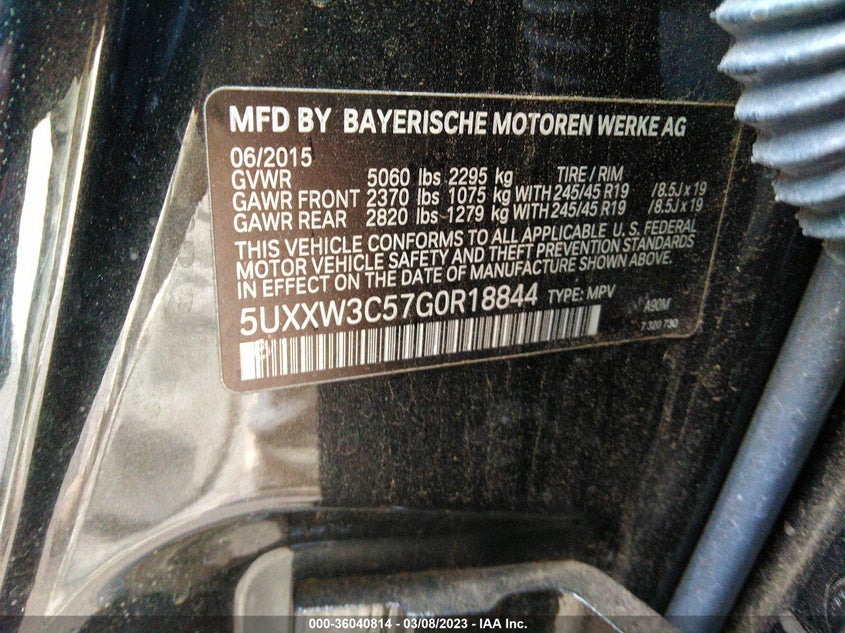 MFD BY BAYERISCHE MOTOREN WERKE AG
06/2015
GVWR 5060 lbs 2295 kg TIRE / RIM
GAWR FRONT 2370 lbs 1075 kg WITH 245/45 R19 /8.5J x 19
GAWR REAR 2820 lbs 1279 kg WITH 245/45 R19 /8.5J x 19
THIS VEHICLE CONFORMS TO ALL APPLICABLE U.S. FEDERAL
MOTOR VEHICLE SAFETY AND THEFT PREVENTION STANDARDS
IN EFFECT ON THE DATE OF MANUFACTURE SHOWN ABOVE.
5UXXW3C57G0R18844 TYPE: MPV A90M
7 320 730
000-36040814 - 03/08/2023 - IAA Inc.